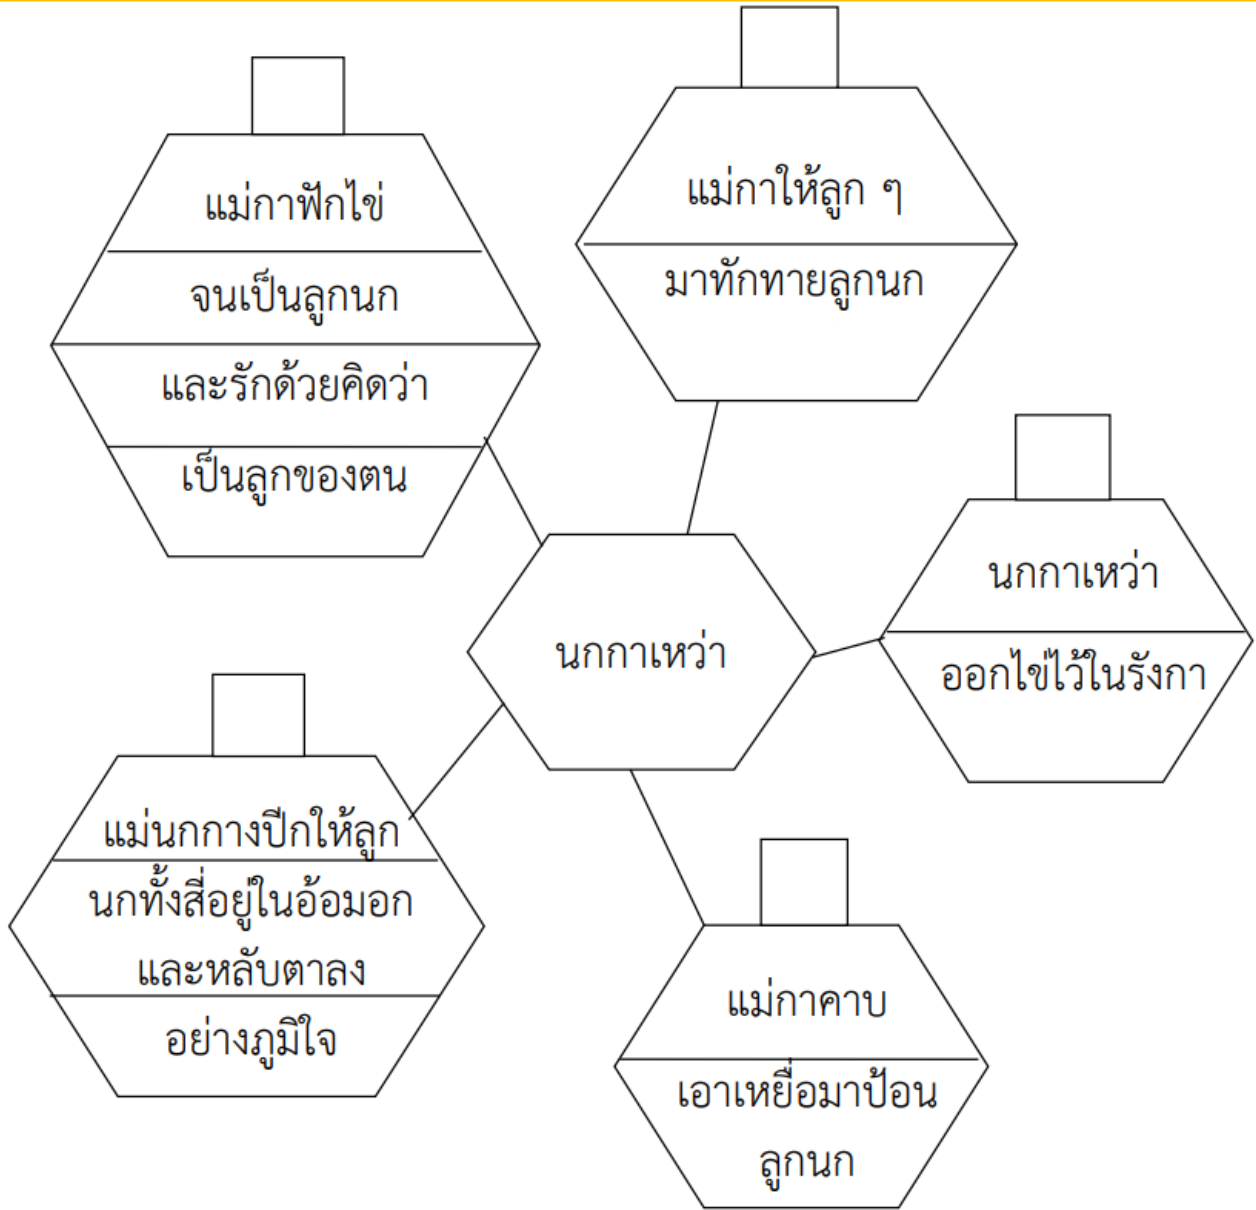 แม่กาฟักไข่
จนเป็นลูกนก
และรักด้วยคิดว่า
เป็นลูกของตน
แม่กาให้ลูก ๆ
มาทักทายลูกนก
นกกาเหว่า
ออกไข่ไว้ในรังกา
นกกาเหว่า
แม่นกกางปีกให้ลูก
นกทั้งสี่อยู่ในอ้อมอก
และหลับตาลง
อย่างภูมิใจ
แม่กาคาบ
เอาเหยื่อมาป้อน
ลูกนก